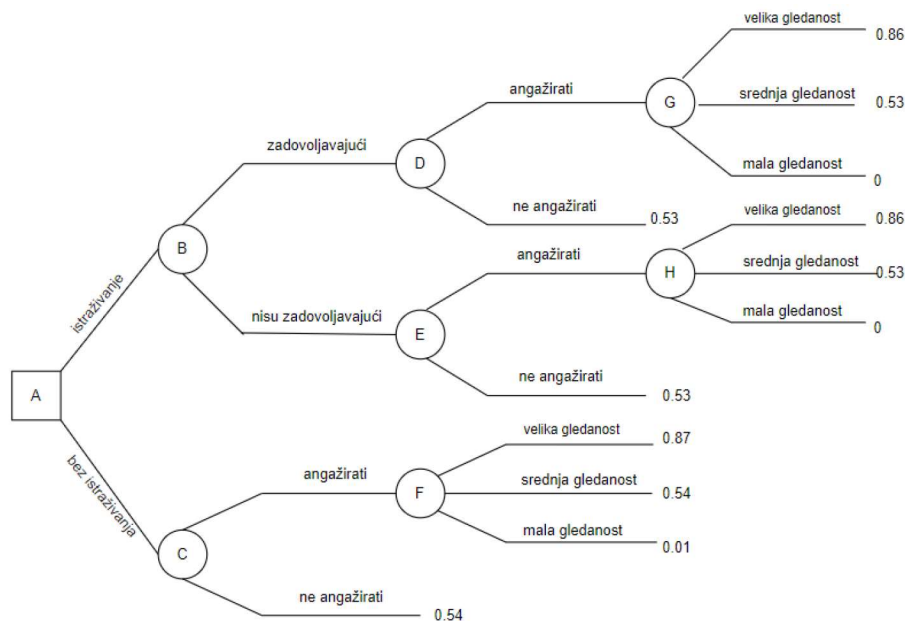 velika gledanost
0.86
angažirati
G
srednja gledanost
0.53
zadovoljavajući
D
mala gledanost
0
ne angažirati
0.53
velika gledanost
0.86
B
angažirati
H
srednja gledanost
0.53
istraživanje
nisu zadovoljavajući
E
mala gledanost
0
ne angažirati
0.53
A
velika gledanost
0.87
bez istraživanja
angažirati
F
srednja gledanost
0.54
mala gledanost
0.01
C
ne angažirati
0.54